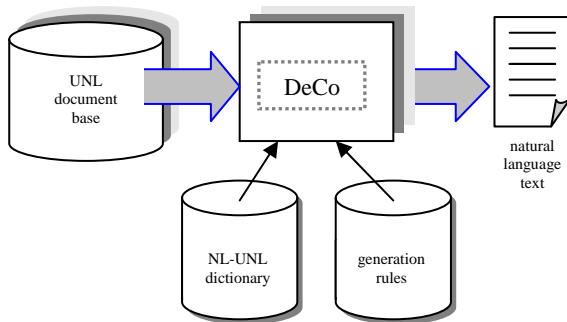 UNL
document
base
DeCo
natural
language
text
NL-UNL
dictionary
generation
rules